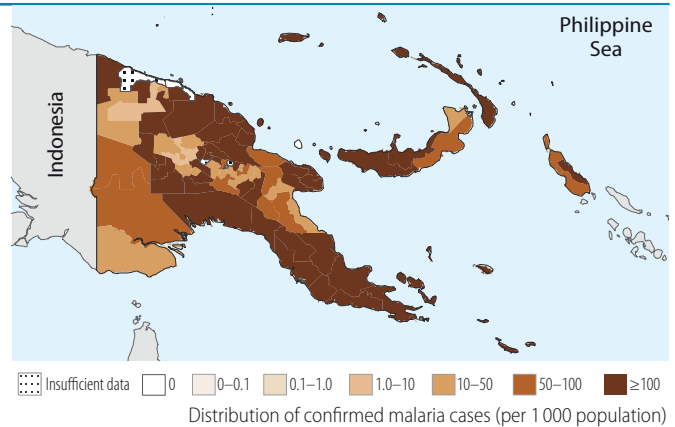 Philippine
Sea
Indonesia
Insufficient data 0 0–0.1 0.1–1.0 1.0–10 10–50 50–100 ≥100
Distribution of confirmed malaria cases (per 1 000 population)